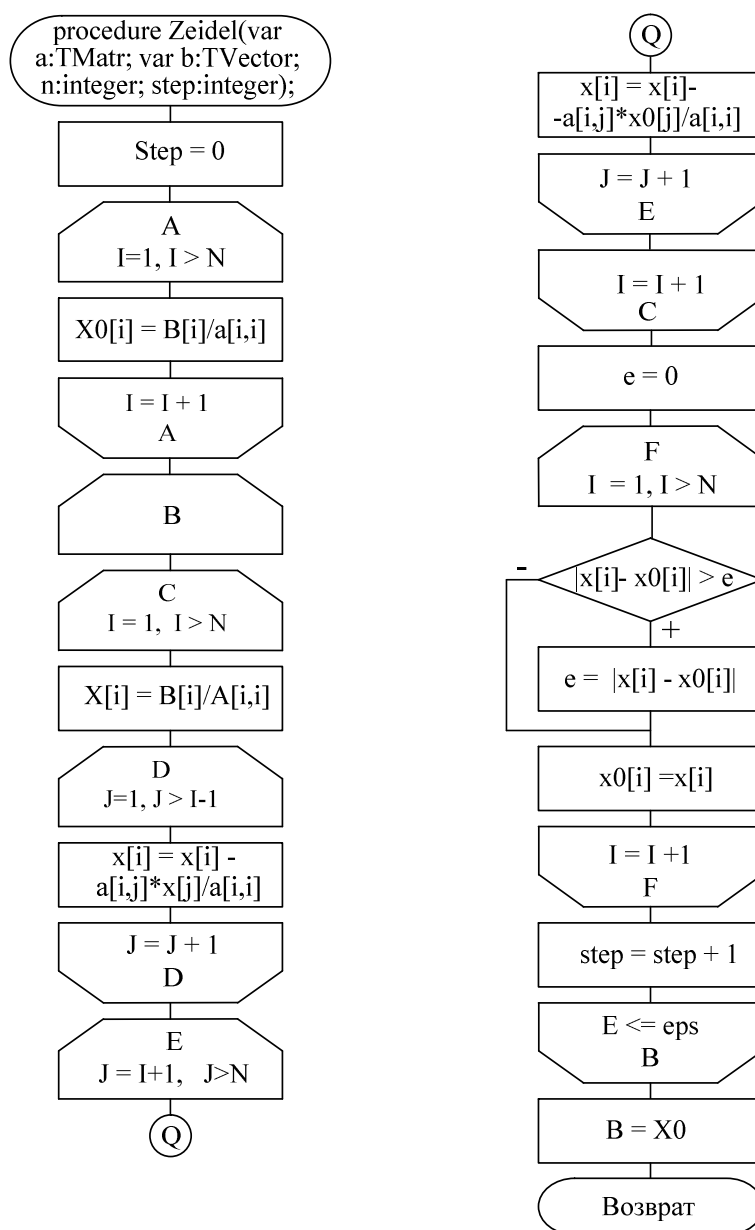 procedure Zeidel(var
a:TMatr; var b:TVector;
n:integer; step:integer);
Step = 0
A
I=1, I > N
X0[i] = B[i]/a[i,i]
I = I + 1
A
B
C
I = 1, I > N
X[i] = B[i]/A[i,i]
D
J=1, J > I-1
x[i] = x[i] -
a[i,j]*x[j]/a[i,i]
J = J + 1
D
E
J = I+1, J>N
Q
Q
x[i] = x[i]-
-a[i,j]*x0[j]/a[i,i]
J = J + 1
E
I = I + 1
C
e = 0
F
I = 1, I > N
-
|x[i]- x0[i]| > e
+
e = |x[i] - x0[i]|
x0[i] =x[i]
I = I +1
F
step = step + 1
E <= eps
B
B = X0
Возврат